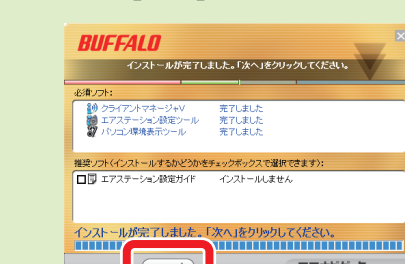 BUFFALO
インストールが完了しました。「次へ」をクリックしてください。
必須ソフト:
クライアントマネージャV 完了しました
エアステーション設定ツール 完了しました
パソコン環境表示ツール 完了しました
推奨ソフト(インストールするかどうかをチェックボックスで選択できます):
エアステーション設定ガイド インストールしません
インストールが完了しました。「次へ」をクリックしてください。